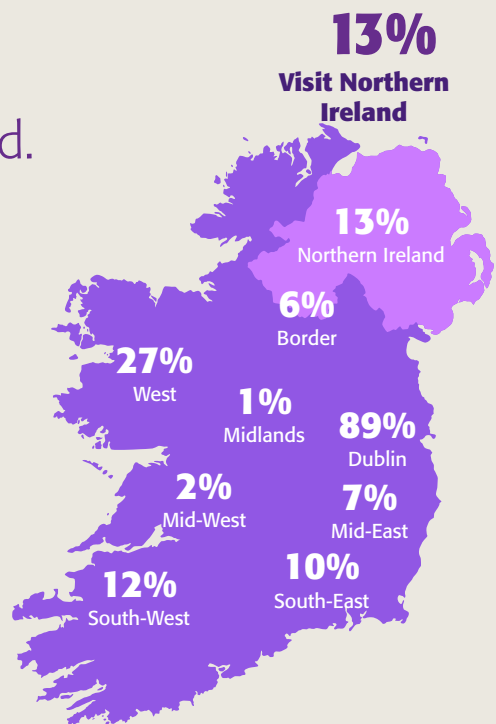 13%
Visit Northern
Ireland
d.
13%
Northern Ireland
6%
Border
27%
West
1%
Midlands
89%
Dublin
2%
Mid-West
7%
Mid-East
12%
South-West
10%
South-East